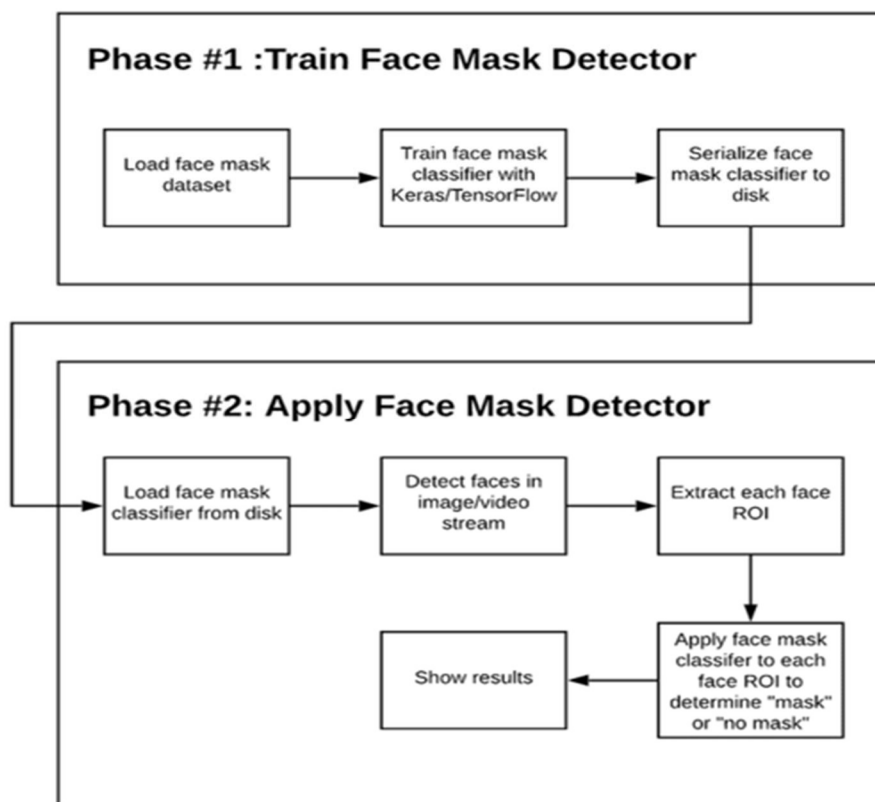 Phase #1 :Train Face Mask Detector
Load face mask
dataset
Train face mask
classifier with
Keras/TensorFlow
Serialize face
mask classifier to
disk
Phase #2: Apply Face Mask Detector
Load face mask
classifier from disk
Detect faces in
image/video
stream
Extract each face
ROI
Apply face mask
classifer to each
face ROI to
determine "mask"
or "no mask"
Show results